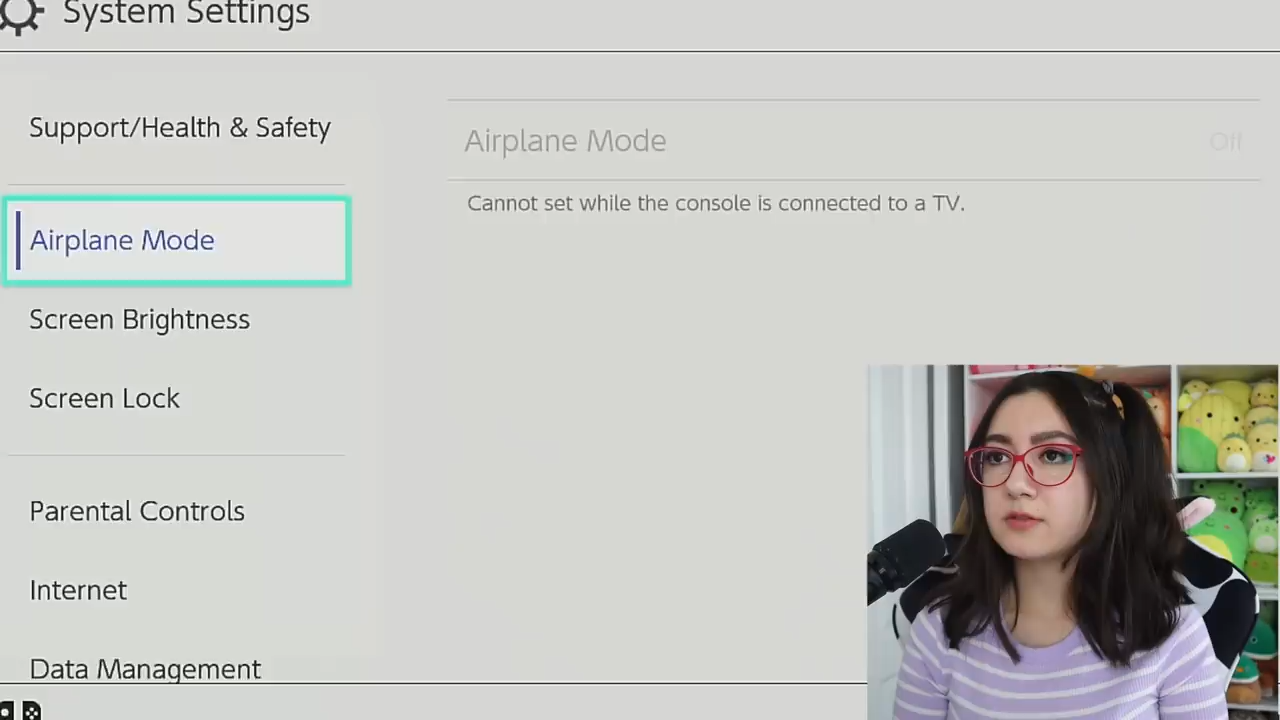 System Settings
Support/Health & Safety
Airplane Mode
Screen Brightness
Screen Lock
Parental Controls
Internet
Data Management
Airplane Mode Off
Cannot set while the console is connected to a TV.